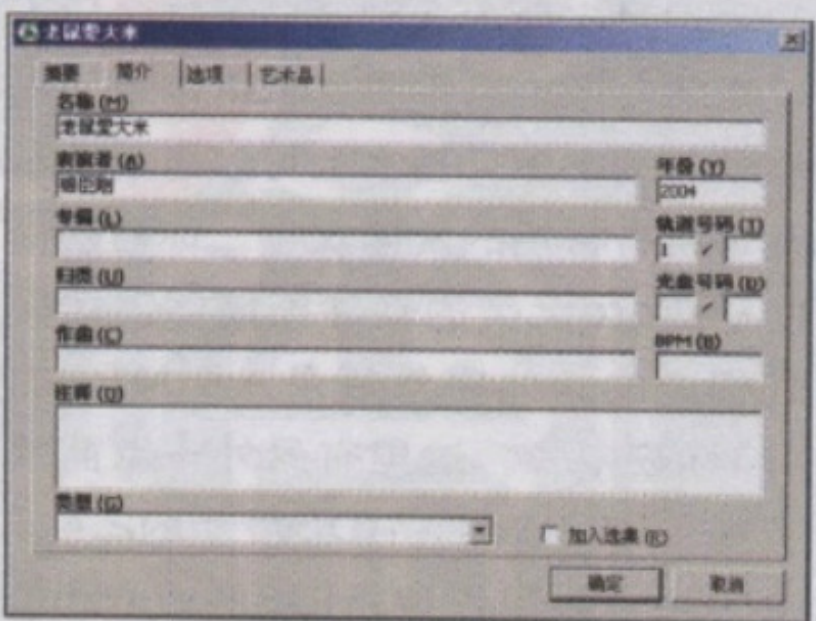 老鼠爱大米
摘要 简介 选项 艺术品
名称(M)
老鼠爱大米
表演者(A) 年份(Y)
杨臣刚 2004
专辑(L) 轨道号码(T)
1 /
归类(U) 光盘号码(D)
/
作曲(C) BPM(B)
注释(O)
类型(G)
加入选集(R)
确定 取消